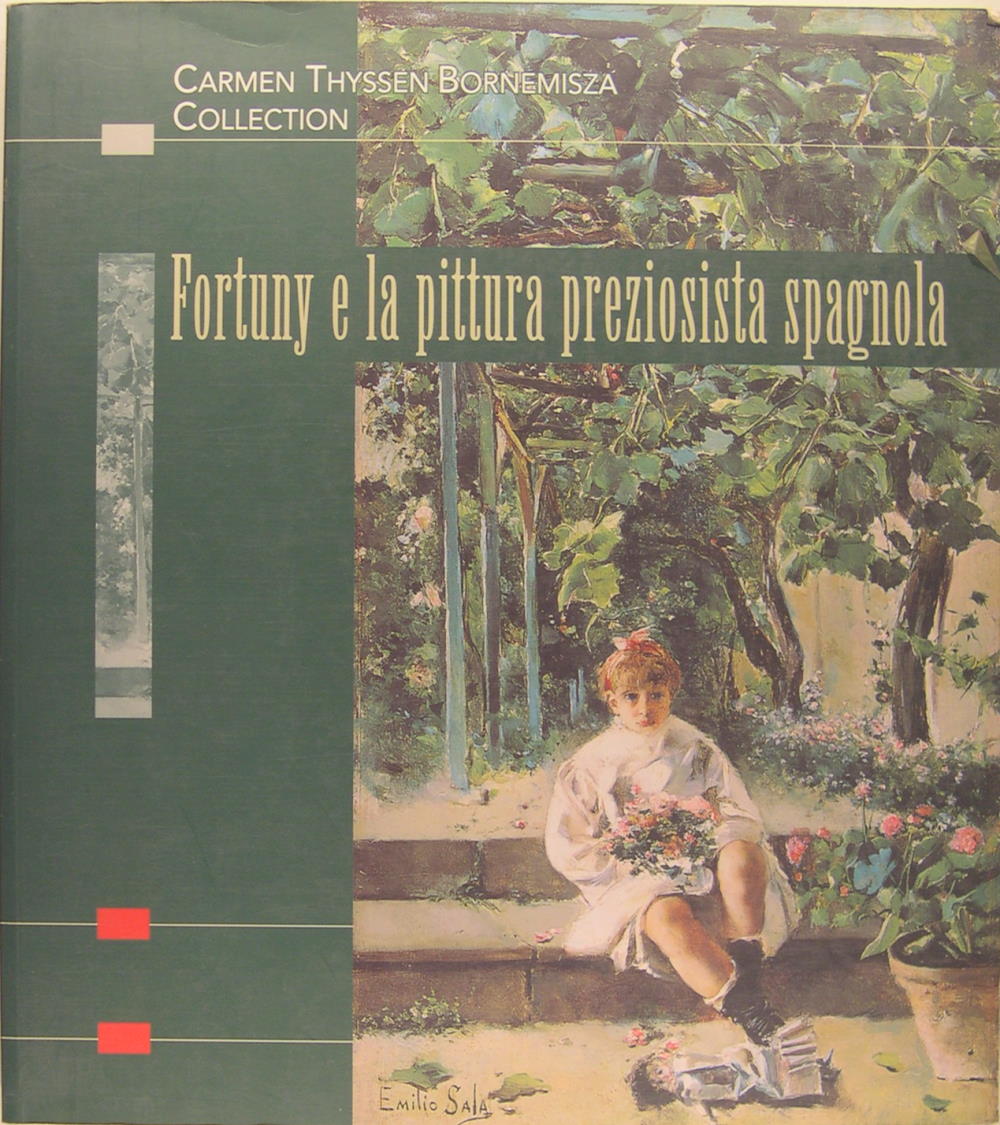 CARMEN THYSSEN BORNEMISZA
COLLECTION
Fortuny e la pittura preziosista spagnola
EMILIO SALA